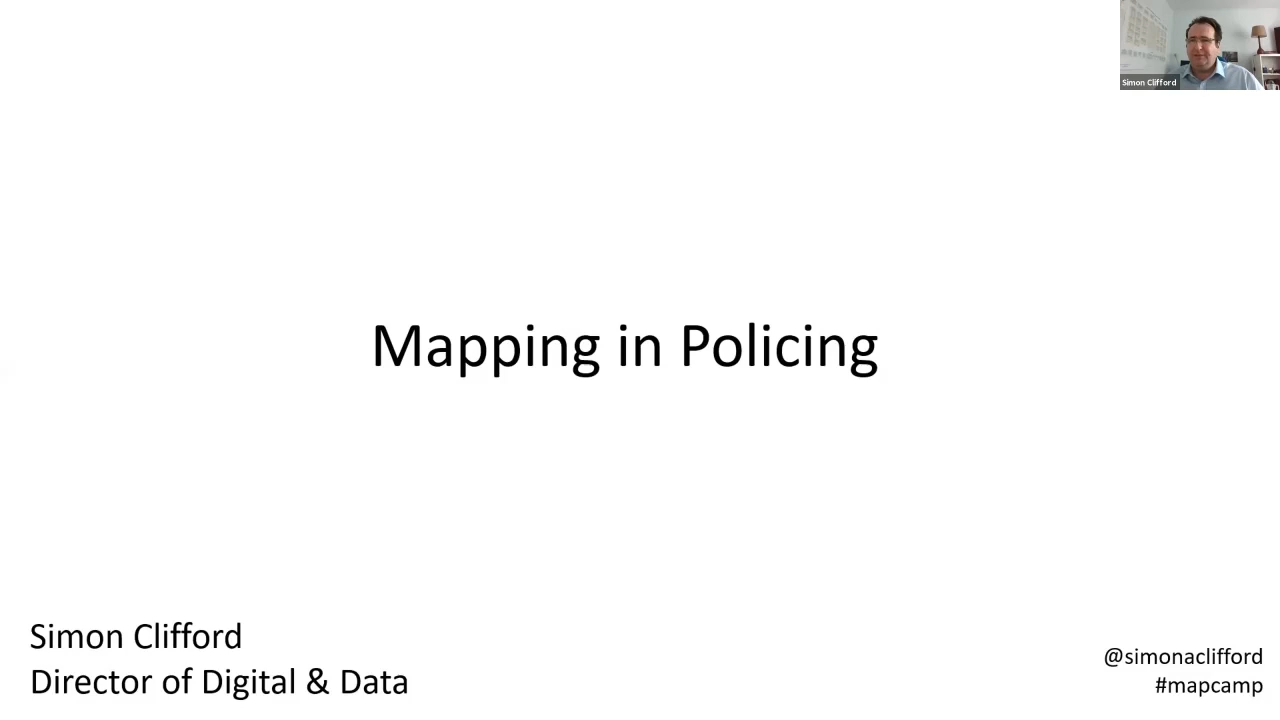 Simon Clifford
Mapping in Policing
Simon Clifford
Director of Digital & Data
@simonaclifford
#mapcamp